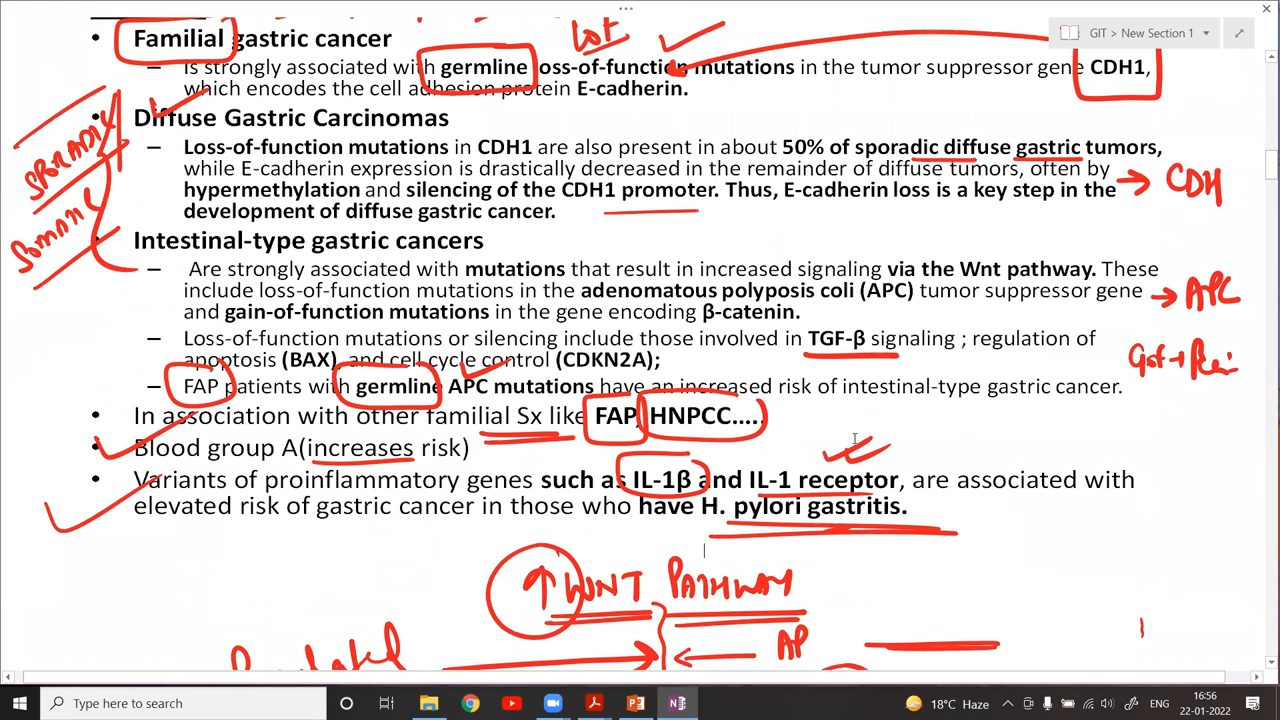 GIT > New Section 1
• Familial gastric cancer
LOF
– Is strongly associated with germline loss-of-function mutations in the tumor suppressor gene CDH1,
which encodes the cell adhesion protein E-cadherin.
• Diffuse Gastric Carcinomas
SPORADIC
SOMATIC
– Loss-of-function mutations in CDH1 are also present in about 50% of sporadic diffuse gastric tumors,
while E-cadherin expression is drastically decreased in the remainder of diffuse tumors, often by
hypermethylation and silencing of the CDH1 promoter. Thus, E-cadherin loss is a key step in the
→ CDH
development of diffuse gastric cancer.
• Intestinal-type gastric cancers
– Are strongly associated with mutations that result in increased signaling via the Wnt pathway. These
include loss-of-function mutations in the adenomatous polyposis coli (APC) tumor suppressor gene
→ APC
and gain-of-function mutations in the gene encoding β-catenin.
– Loss-of-function mutations or silencing include those involved in TGF-β signaling ; regulation of
apoptosis (BAX), and cell cycle control (CDKN2A);
– FAP patients with germline APC mutations have an increased risk of intestinal-type gastric cancer.
• In association with other familial Sx like FAP, HNPCC.....
• Blood group A(increases risk)
• Variants of proinflammatory genes such as IL-1β and IL-1 receptor, are associated with
elevated risk of gastric cancer in those who have H. pylori gastritis.
↑ WNT PATHWAY
AP
Type here to search
18°C Haze
ENG
16:56
22-01-2022